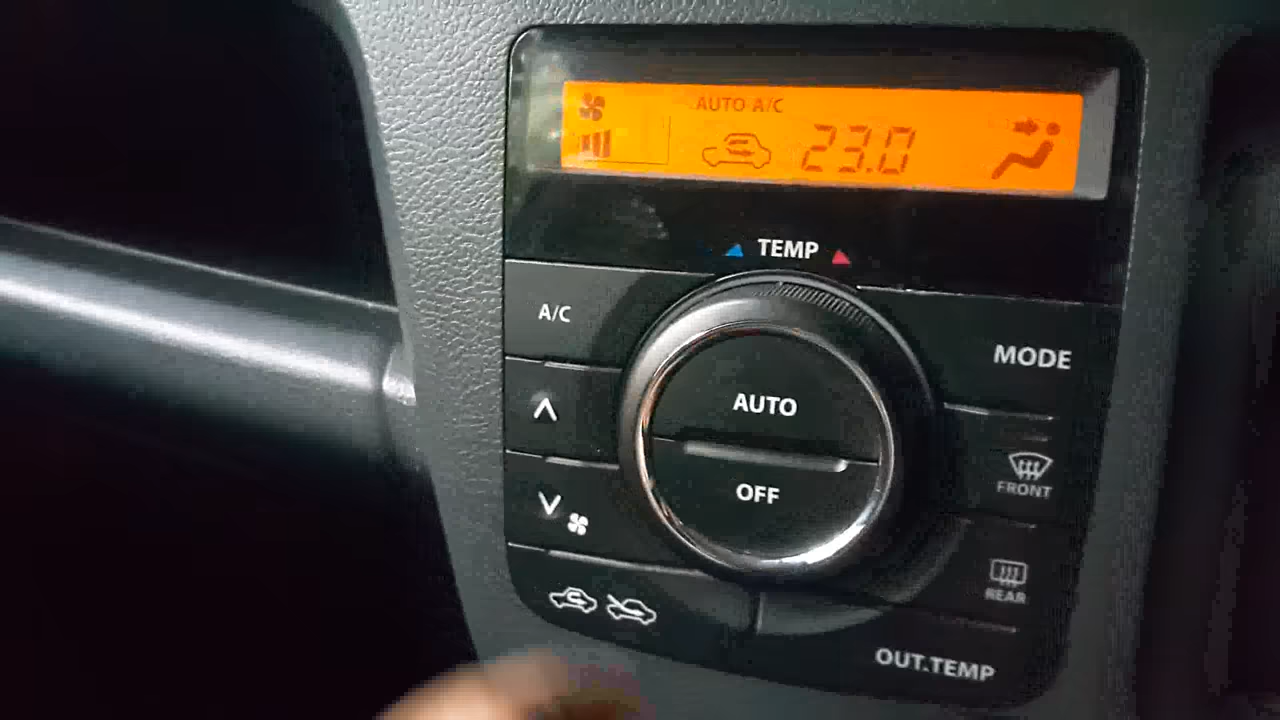 AUTO A/C
23.0
TEMP
A/C
MODE
AUTO
FRONT
OFF
REAR
OUT.TEMP